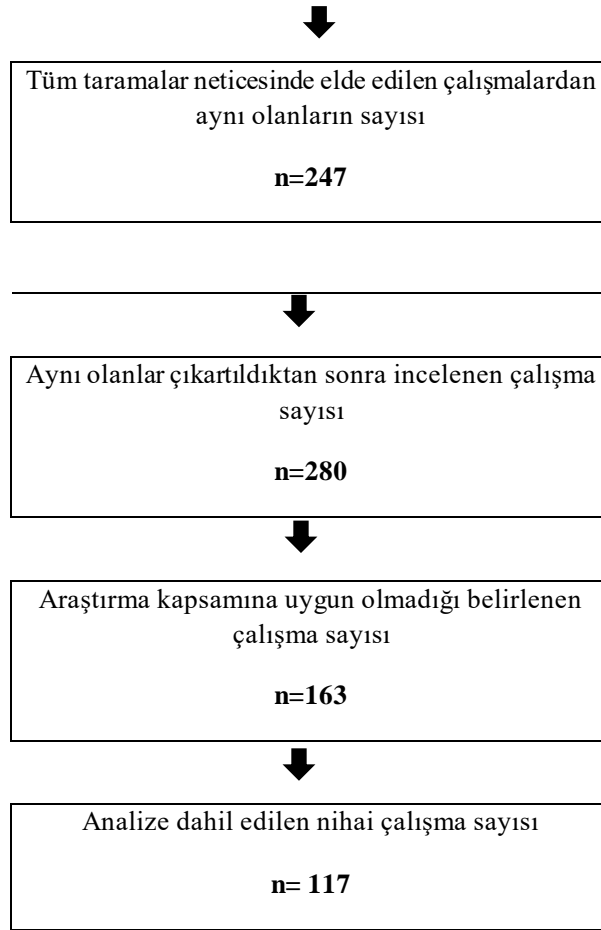 Tüm taramalar neticesinde elde edilen çalışmalardan
aynı olanların sayısı
n=247
Aynı olanlar çıkartıldıktan sonra incelenen çalışma
sayısı
n=280
Araştırma kapsamına uygun olmadığı belirlenen
çalışma sayısı
n=163
Analize dahil edilen nihai çalışma sayısı
n= 117